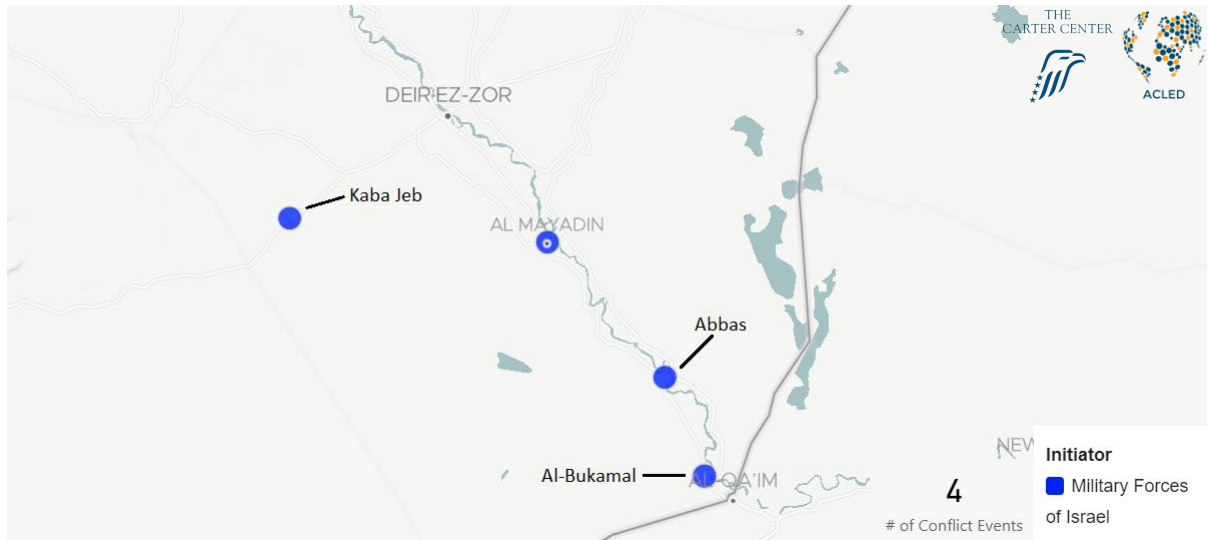 THE
CARTER CENTER
ACLED
DEIR EZ-ZOR
Kaba Jeb
AL MAYADIN
Abbas
Al-Bukamal
AL-QA'IM
NEW
4
# of Conflict Events
Initiator
Military Forces
of Israel